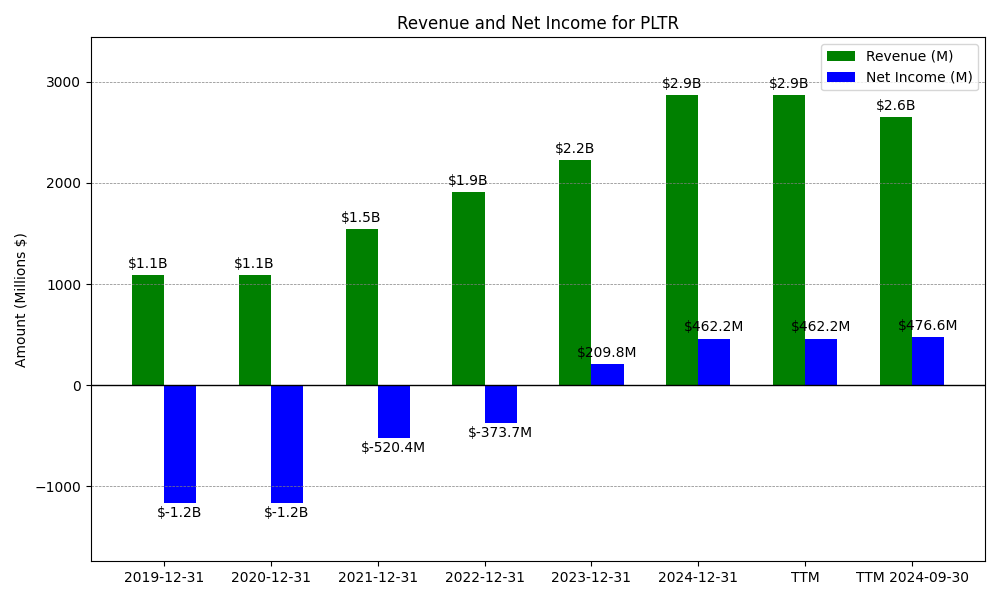 Revenue and Net Income for PLTR
Revenue (M)
Net Income (M)
Amount (Millions $)
3000
2000
1000
0
−1000
$1.1B
$-1.2B
$1.1B
$-1.2B
$1.5B
$-520.4M
$1.9B
$-373.7M
$2.2B
$209.8M
$2.9B
$462.2M
$2.9B
$462.2M
$2.6B
$476.6M
2019-12-31
2020-12-31
2021-12-31
2022-12-31
2023-12-31
2024-12-31
TTM
TTM 2024-09-30